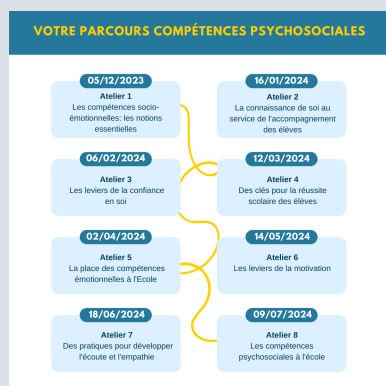 VOTRE PARCOURS COMPÉTENCES PSYCHOSOCIALES
05/12/2023
Atelier 1
Les compétences socio-
émotionnelles: les notions
essentielles
16/01/2024
Atelier 2
La connaissance de soi au
service de l'accompagnement
des élèves
06/02/2024
Atelier 3
Les leviers de la confiance
en soi
12/03/2024
Atelier 4
Des clés pour la réussite
scolaire des élèves
02/04/2024
Atelier 5
La place des compétences
émotionnelles à l'Ecole
14/05/2024
Atelier 6
Les leviers de la motivation
18/06/2024
Atelier 7
Des pratiques pour développer
l'écoute et l'empathie
09/07/2024
Atelier 8
Les compétences
psychosociales à l'école